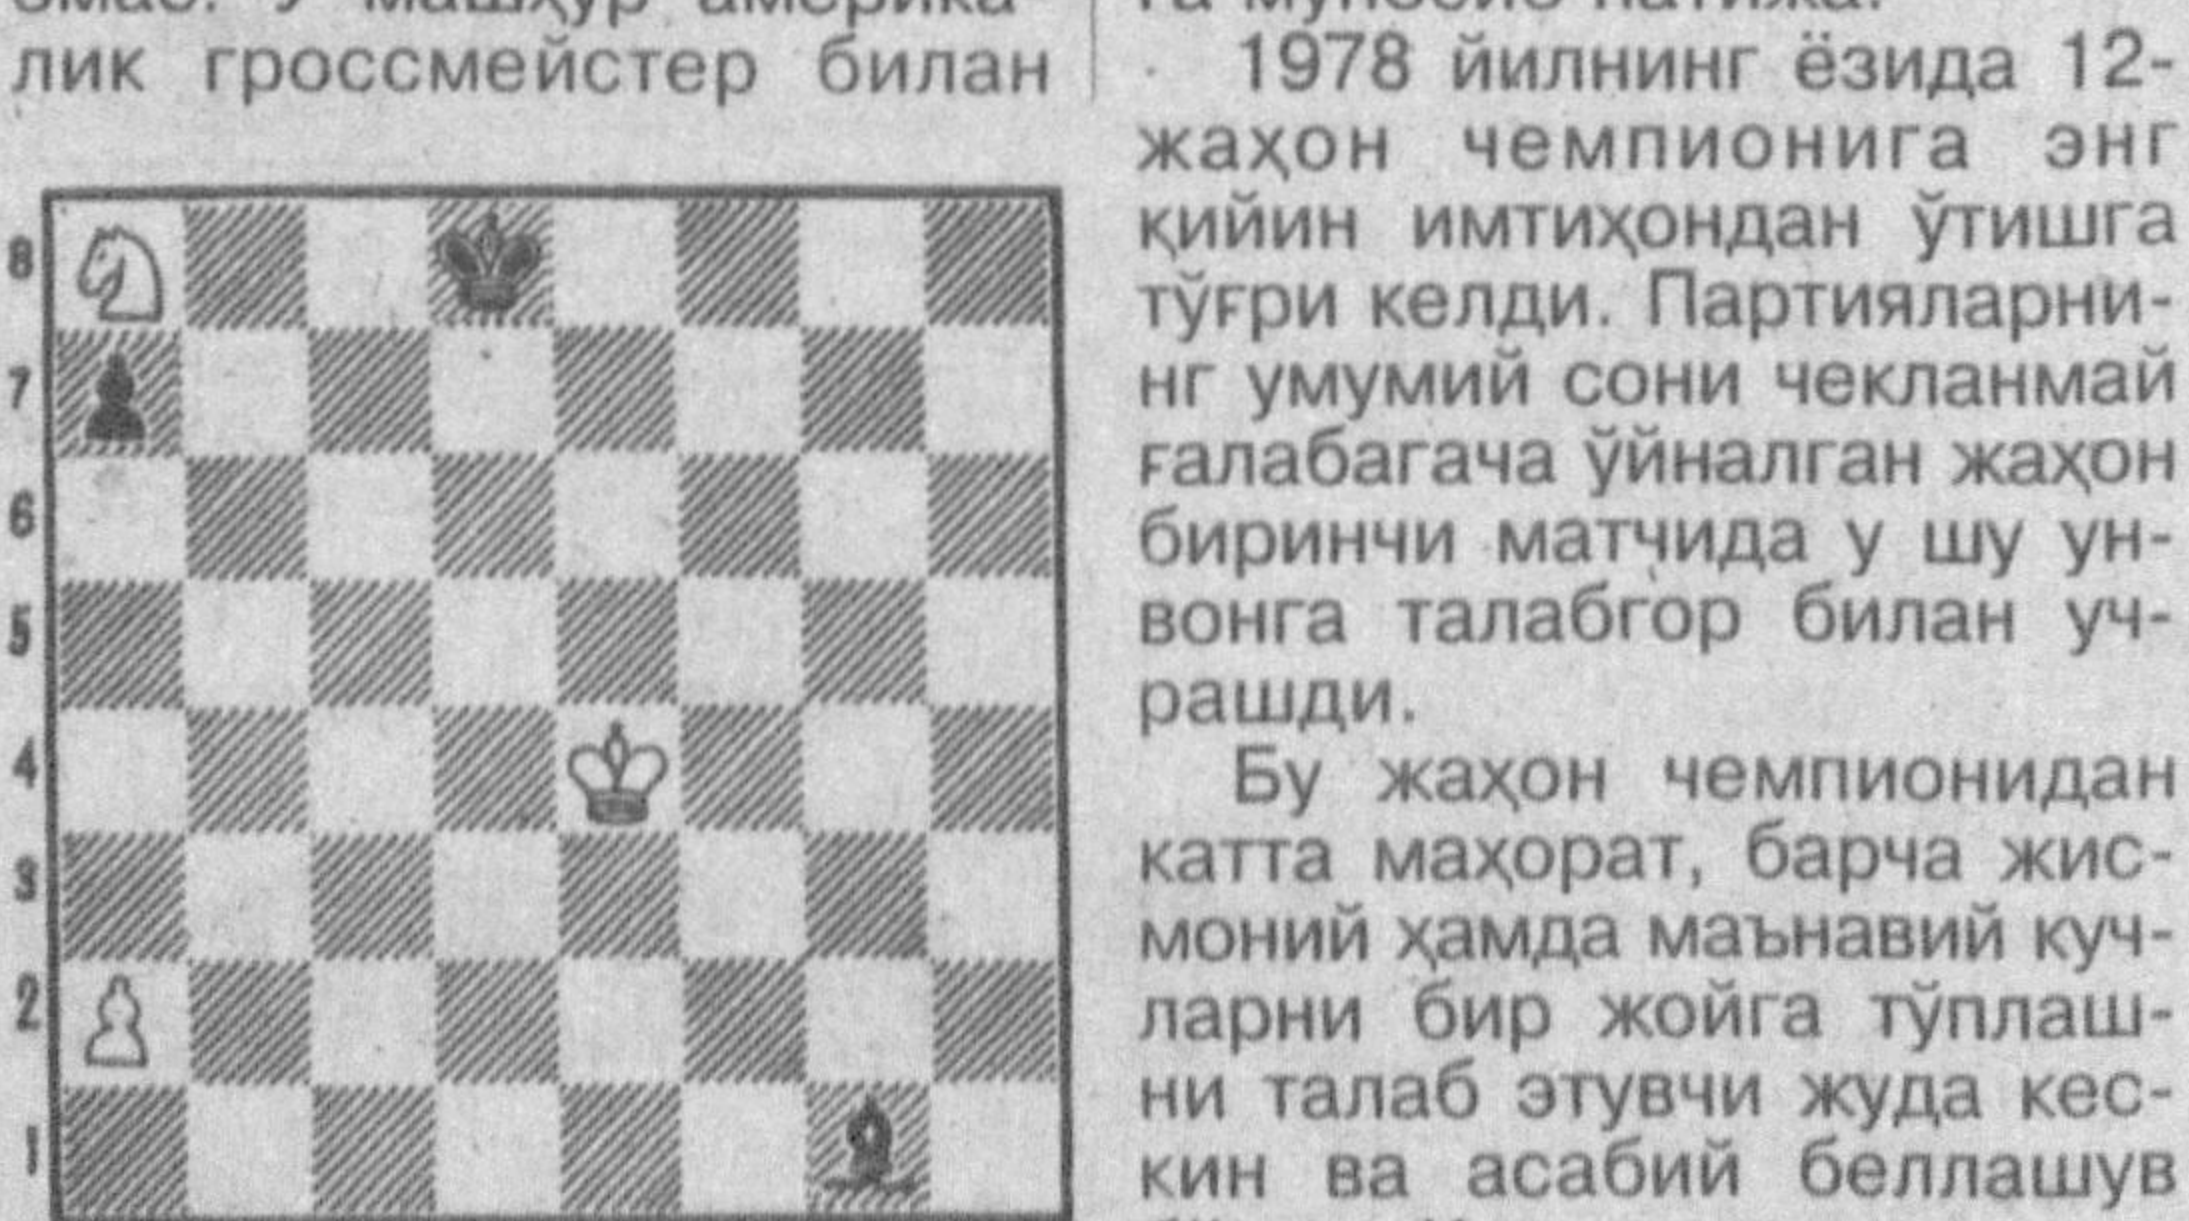 лик гроссмейстер билан
8
7
6
5
4
3
2
1
1978 йилнинг ёзида 12-
жаҳон чемпионига энг
қийин имтиҳондан ўтишга
тўғри келди. Партияларни-
нг умумий сони чекланмай
ғалабагача ўйналган жаҳон
биринчи матчида у шу ун-
вонга талабгор билан уч-
рашди.
Бу жаҳон чемпионидан
катта маҳорат, барча жис-
моний ҳамда маънавий куч-
ларни бир жойга тўплаш-
ни талаб этувчи жуда кес-
кин ва асабий беллашув